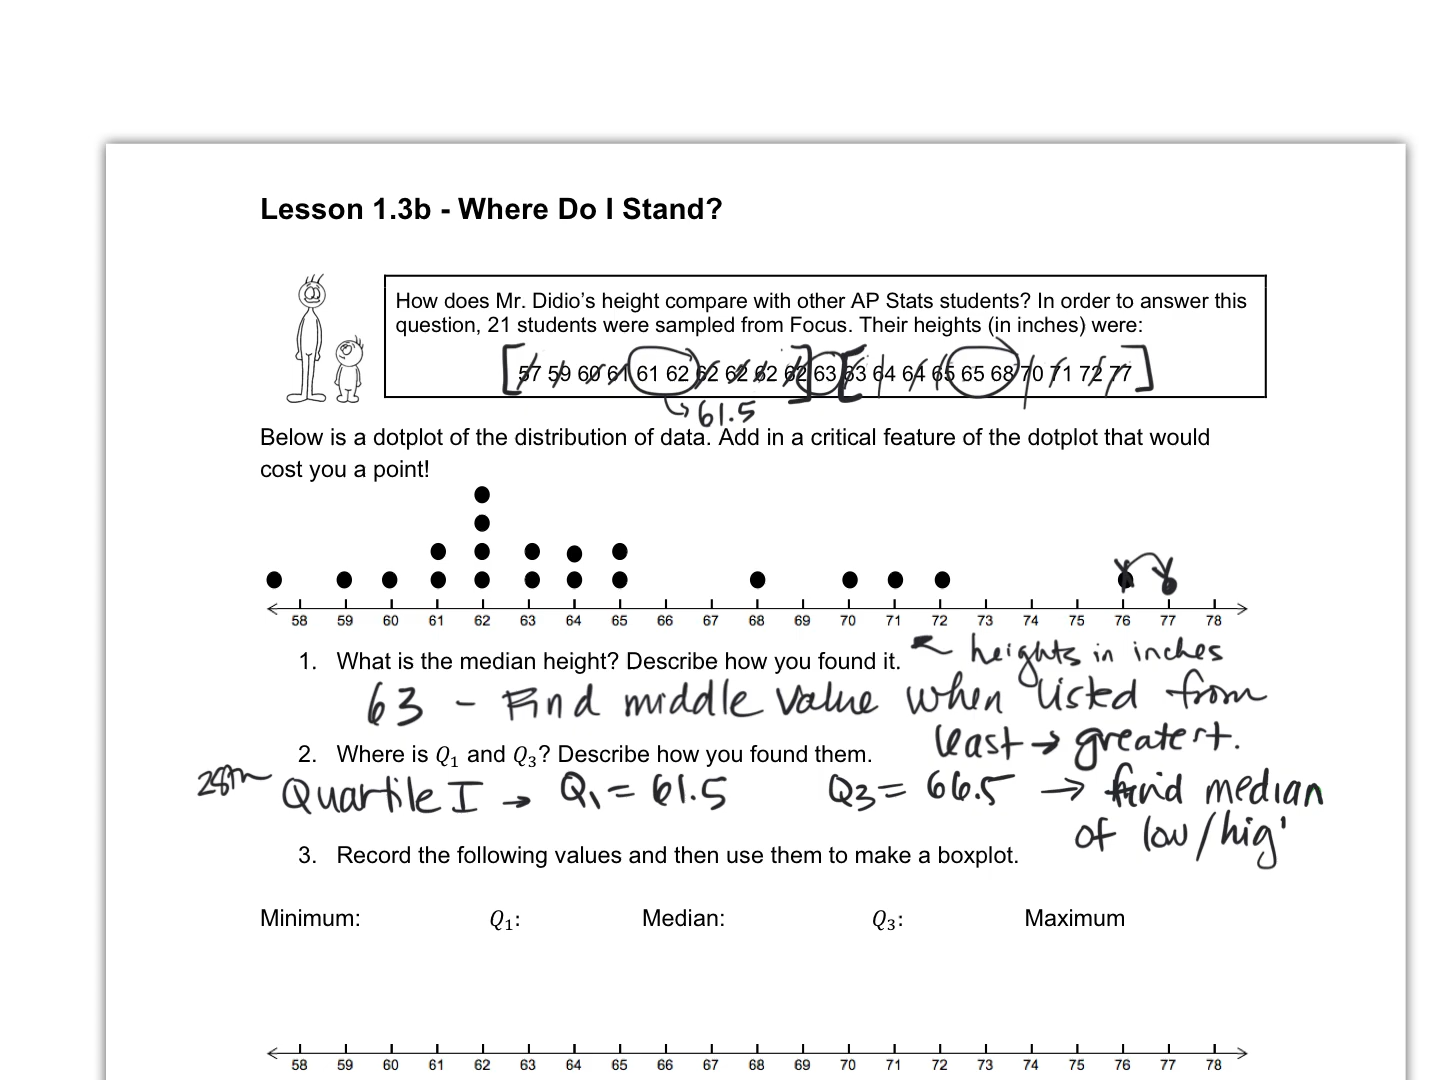 Lesson 1.3b - Where Do I Stand?
How does Mr. Didio’s height compare with other AP Stats students? In order to answer this
question, 21 students were sampled from Focus. Their heights (in inches) were:
[57 59 60 61 61 62 62 62 62 62] 63 [63 64 64 65 65 68 70 71 72 77]
↳ 61.5
Below is a dotplot of the distribution of data. Add in a critical feature of the dotplot that would
cost you a point!
58 59 60 61 62 63 64 65 66 67 68 69 70 71 72 73 74 75 76 77 78
heights in inches
1. What is the median height? Describe how you found it.
63 - Find middle value when listed from
least → greatest.
2. Where is Q₁ and Q₃? Describe how you found them.
Quartile I → Q₁ = 61.5 Q3 = 66.5 → find median
of low/hig
3. Record the following values and then use them to make a boxplot.
Minimum: Q₁: Median: Q₃: Maximum
58 59 60 61 62 63 64 65 66 67 68 69 70 71 72 73 74 75 76 77 78